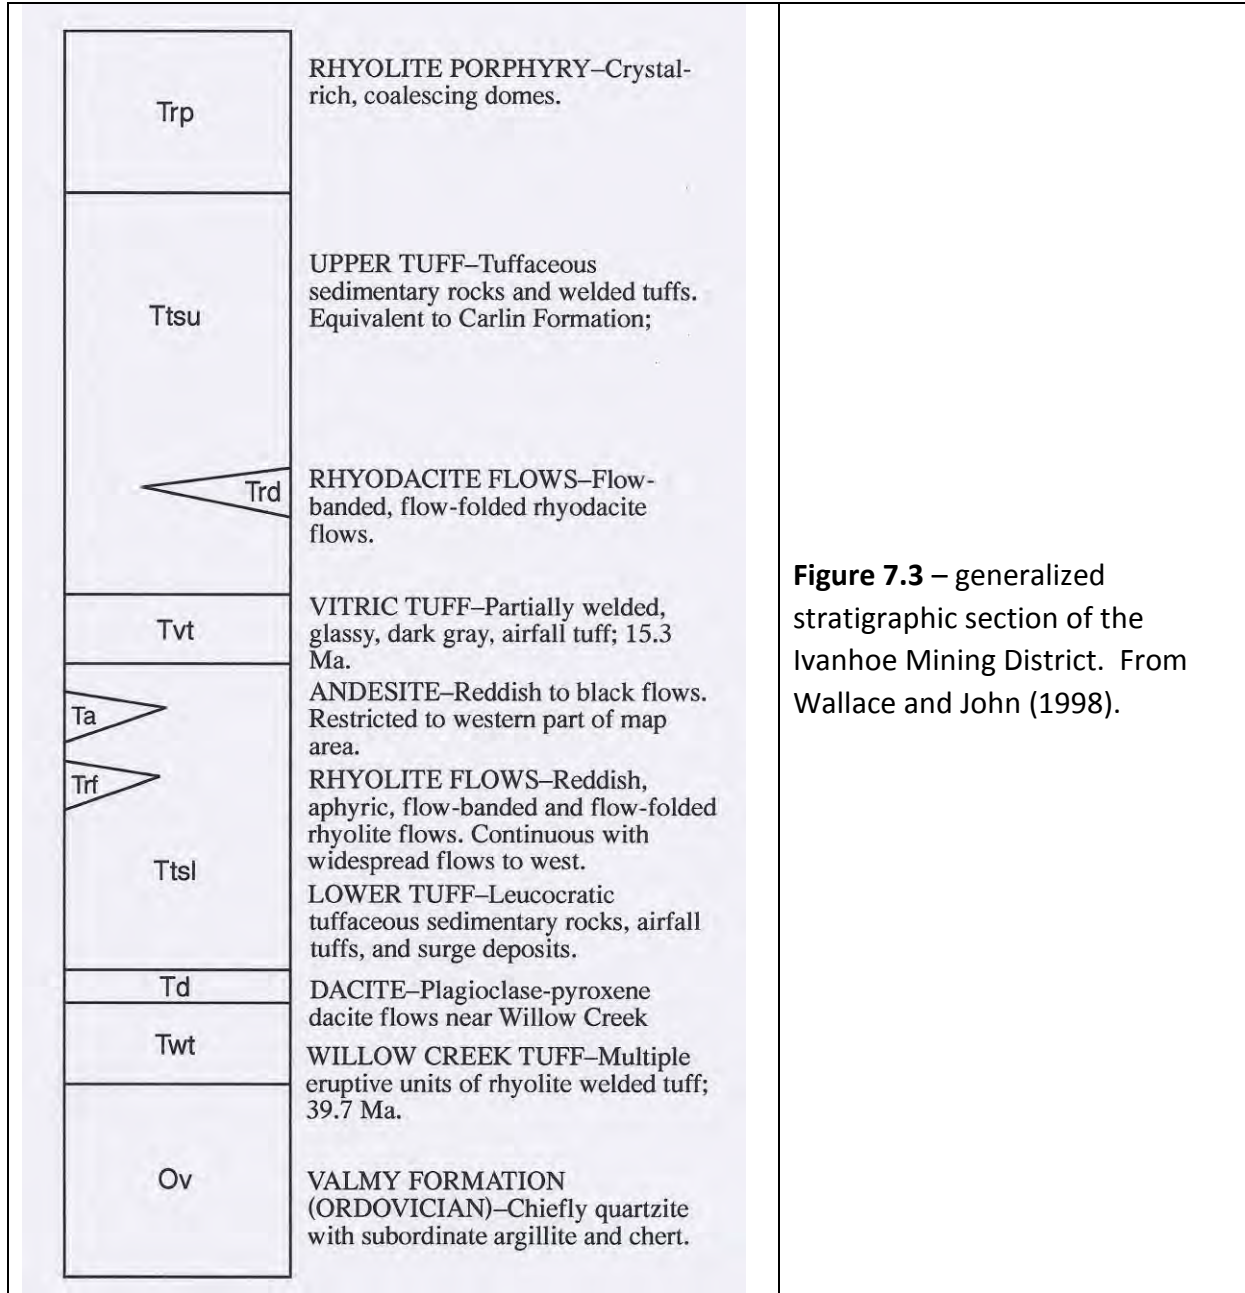 Trp
RHYOLITE PORPHYRY–Crystal-
rich, coalescing domes.
Ttsu
UPPER TUFF–Tuffaceous
sedimentary rocks and welded tuffs.
Equivalent to Carlin Formation;
Trd
RHYODACITE FLOWS–Flow-
banded, flow-folded rhyodacite
flows.
Tvt
VITRIC TUFF–Partially welded,
glassy, dark gray, airfall tuff; 15.3
Ma.
Ta
ANDESITE–Reddish to black flows.
Restricted to western part of map
area.
Trf
RHYOLITE FLOWS–Reddish,
aphyric, flow-banded and flow-folded
rhyolite flows. Continuous with
widespread flows to west.
Ttsl
LOWER TUFF–Leucocratic
tuffaceous sedimentary rocks, airfall
tuffs, and surge deposits.
Td
DACITE–Plagioclase-pyroxene
dacite flows near Willow Creek
Twt
WILLOW CREEK TUFF–Multiple
eruptive units of rhyolite welded tuff;
39.7 Ma.
Ov
VALMY FORMATION
(ORDOVICIAN)–Chiefly quartzite
with subordinate argillite and chert.
Figure 7.3 – generalized
stratigraphic section of the
Ivanhoe Mining District. From
Wallace and John (1998).